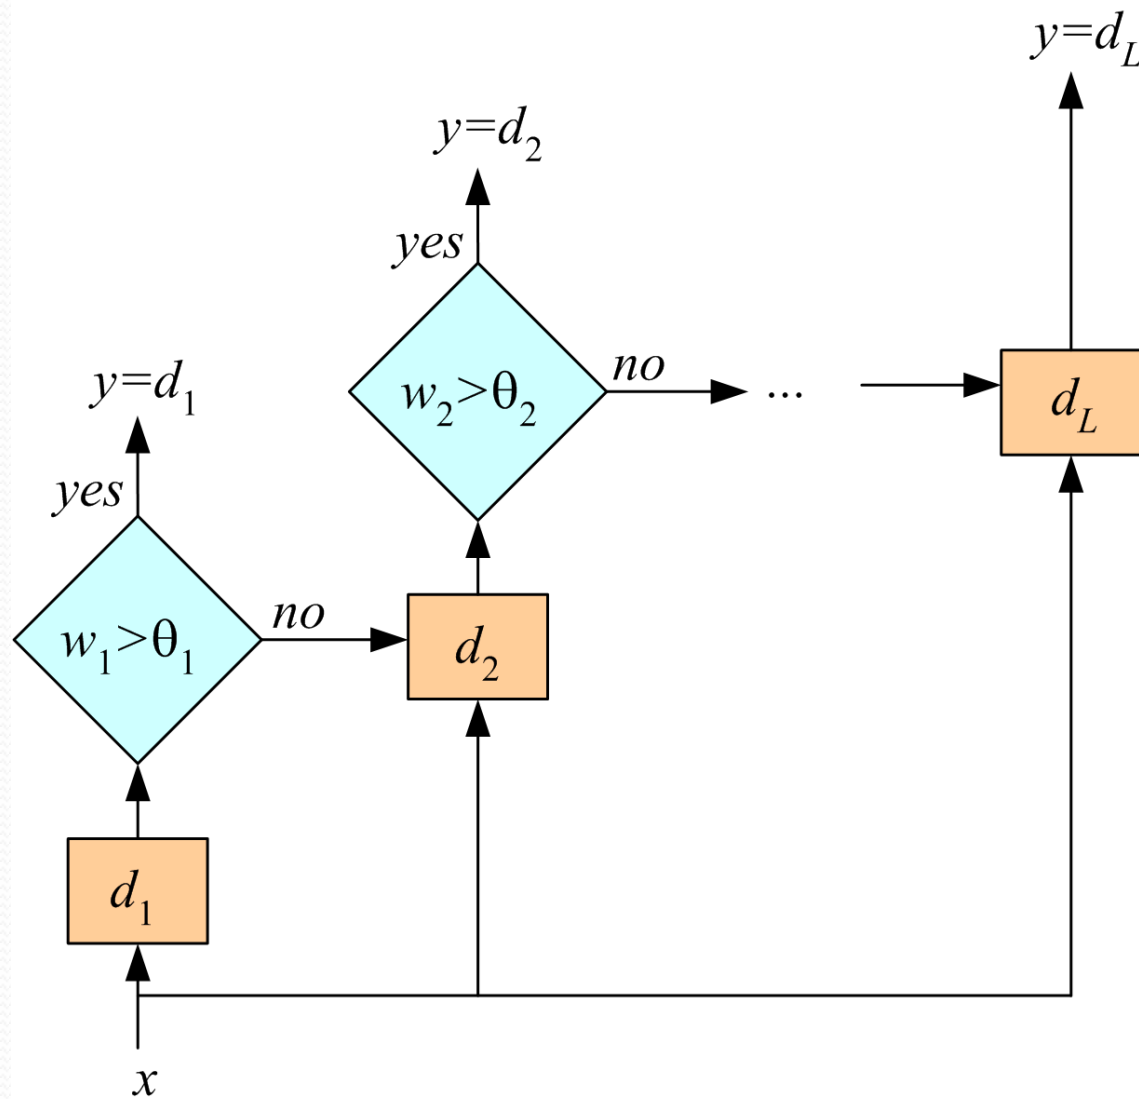 y=d_L
y=d_2
yes
w_2>θ_2
no
...
d_L
y=d_1
yes
w_1>θ_1
no
d_2
d_1
x